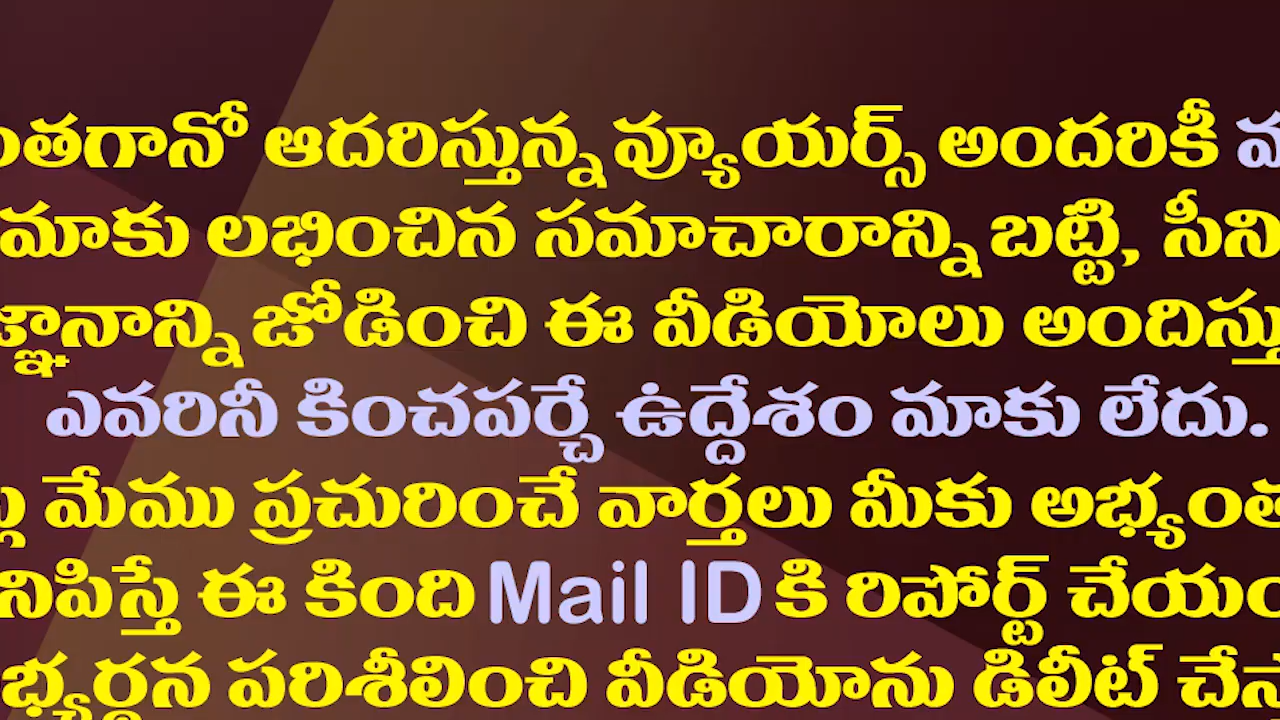 ఆదరిస్తున్న వ్యూయర్స్ అందరికీ
మాకు లభించిన సమాచారాన్ని బట్టి,
జోడించి ఈ వీడియోలు
ఎవరినీ కించపర్చే ఉద్దేశం మాకు లేదు.
మేము ప్రచురించే వార్తలు మీకు
ఈ కింది Mail ID కి రిపోర్ట్
పరిశీలించి వీడియోను డిలీట్